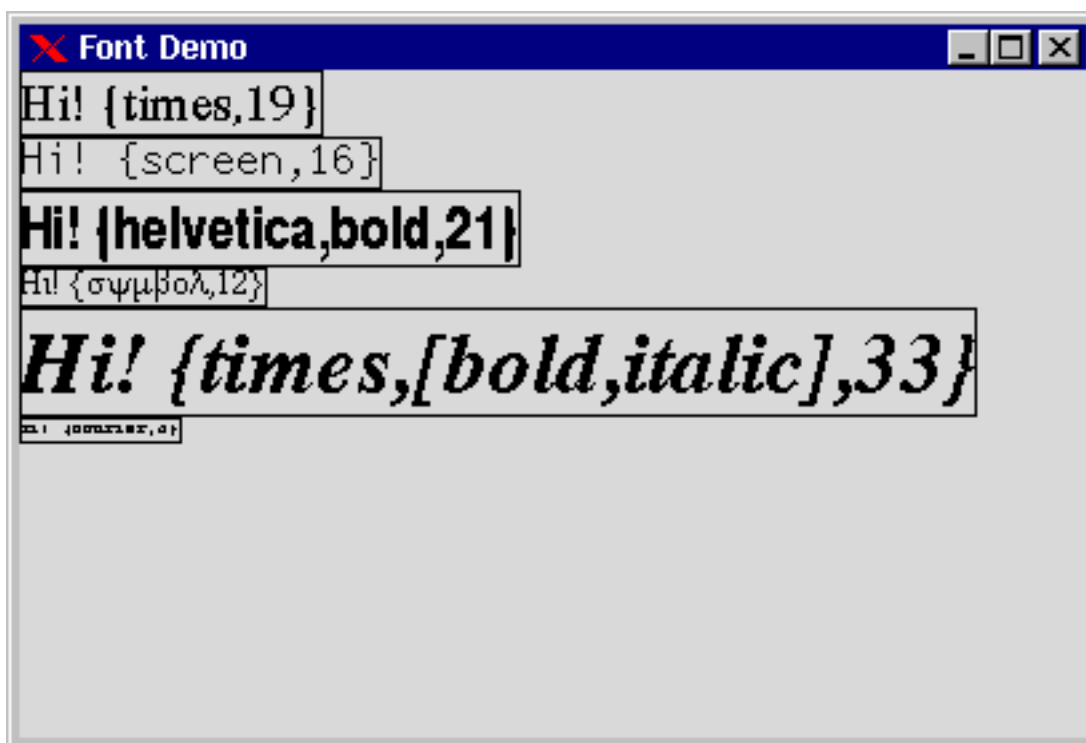 Font Demo
Hi! {times,19}
Hi! {screen,16}
Hi! {helvetica,bold,21}
Ηι! {σψμβολ,12}
Hi! {times,[bold,italic],33}
Hi!